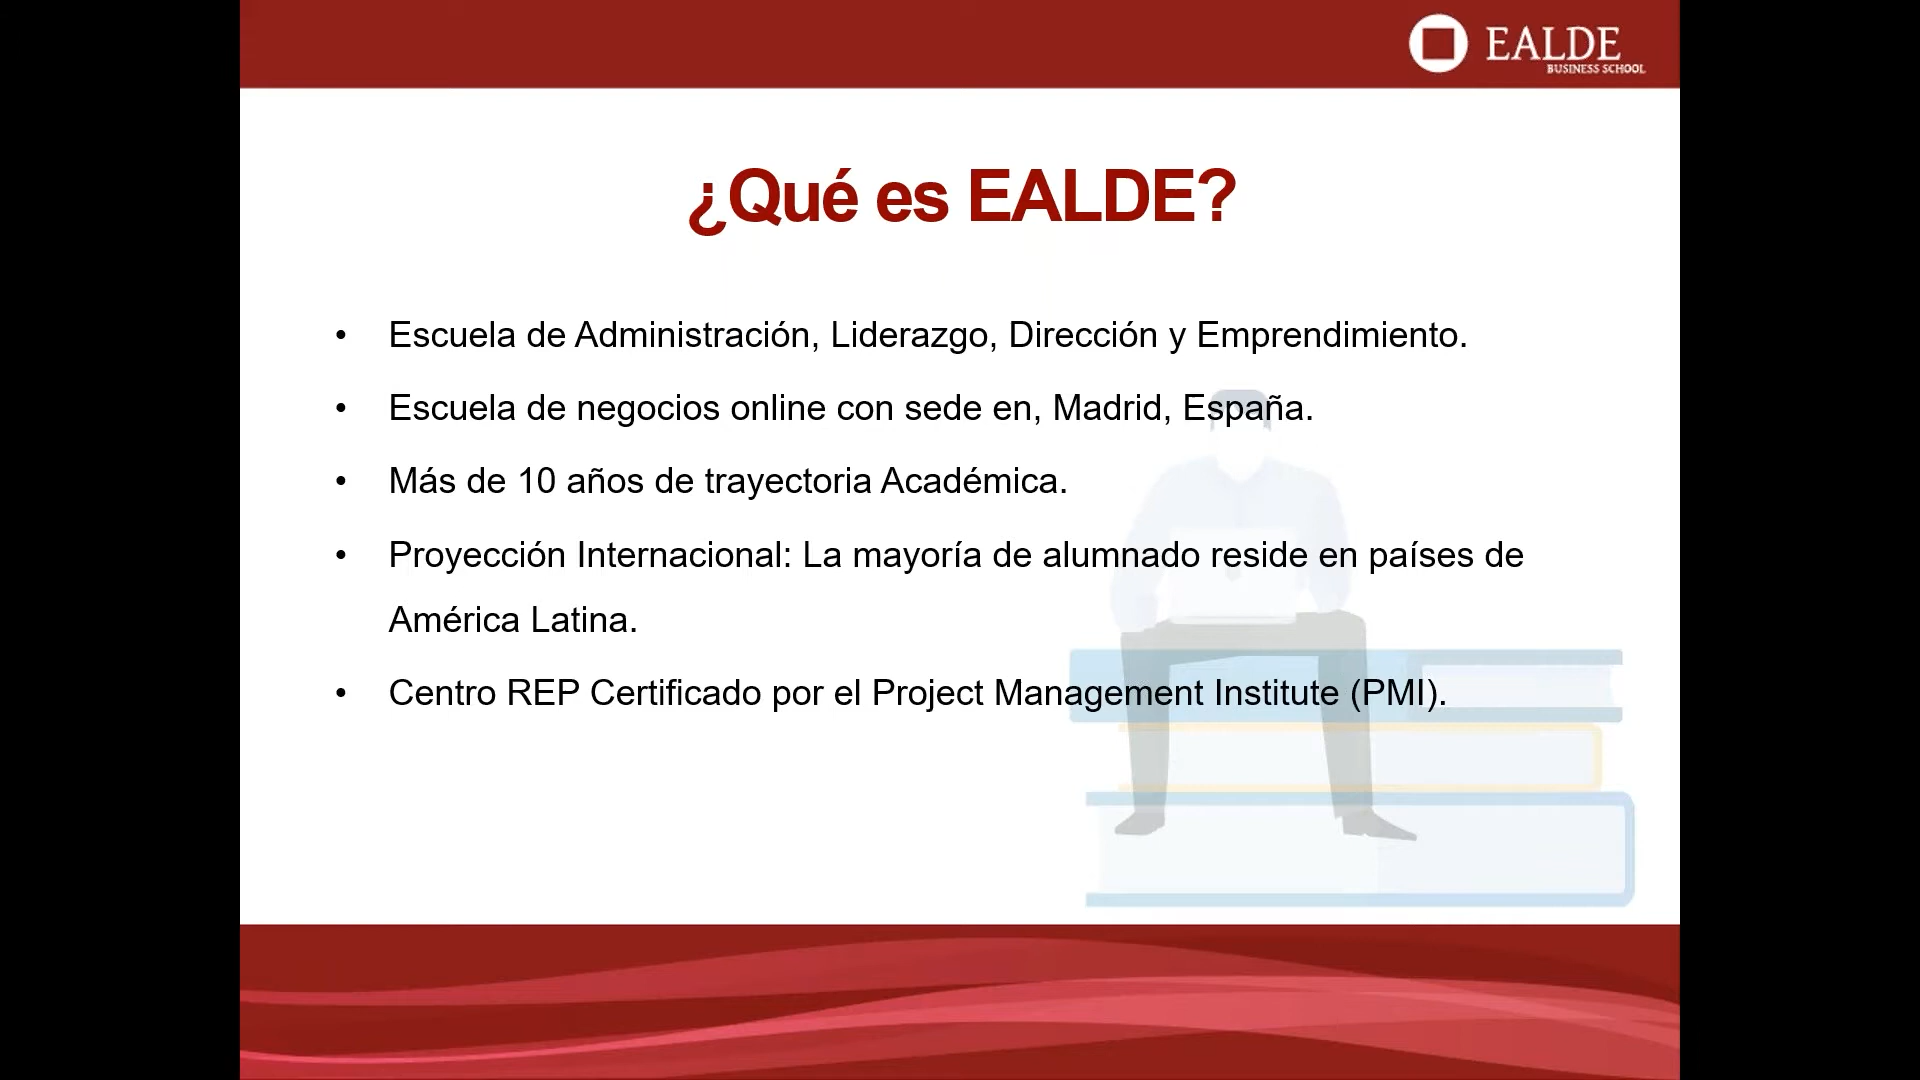 EALDE
BUSINESS SCHOOL
¿Qué es EALDE?
• Escuela de Administración, Liderazgo, Dirección y Emprendimiento.
• Escuela de negocios online con sede en, Madrid, España.
• Más de 10 años de trayectoria Académica.
• Proyección Internacional: La mayoría de alumnado reside en países de
América Latina.
• Centro REP Certificado por el Project Management Institute (PMI).